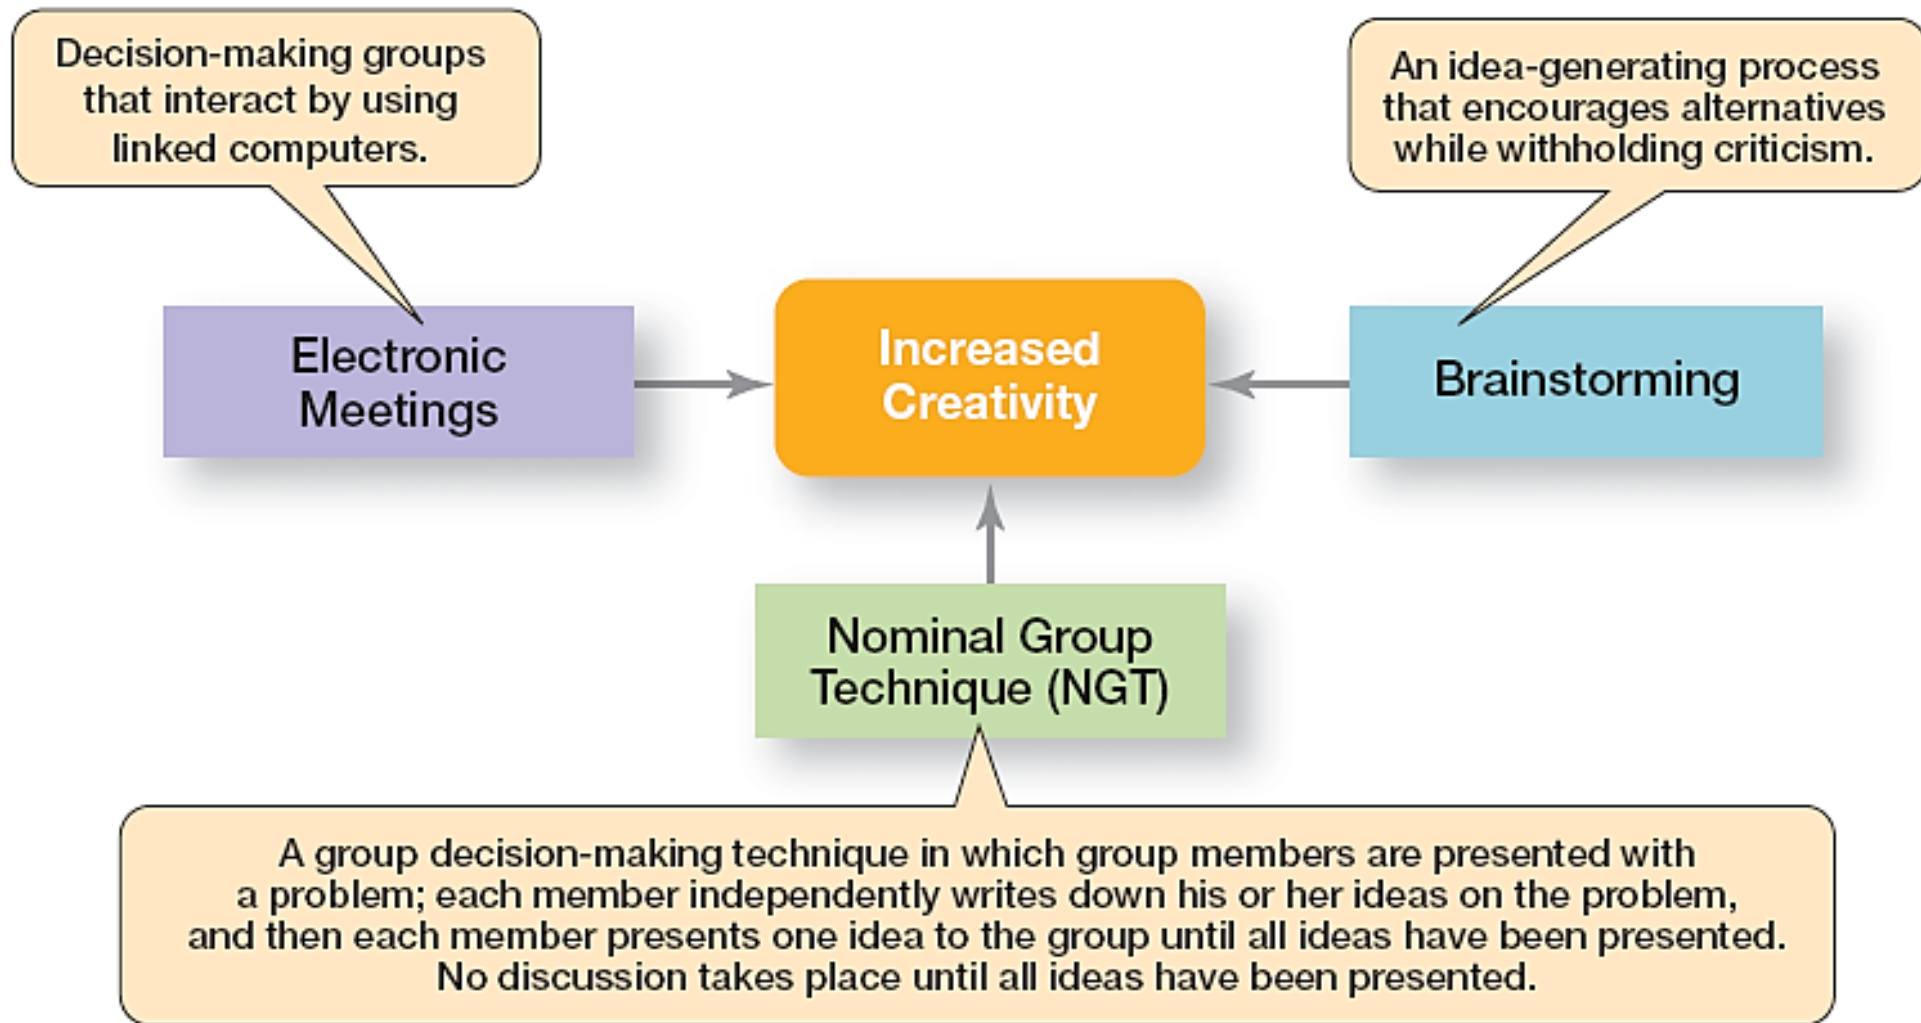 Decision-making groups
that interact by using
linked computers.
An idea-generating process
that encourages alternatives
while withholding criticism.
Electronic
Meetings
Increased
Creativity
Brainstorming
Nominal Group
Technique (NGT)
A group decision-making technique in which group members are presented with
a problem; each member independently writes down his or her ideas on the problem,
and then each member presents one idea to the group until all ideas have been presented.
No discussion takes place until all ideas have been presented.